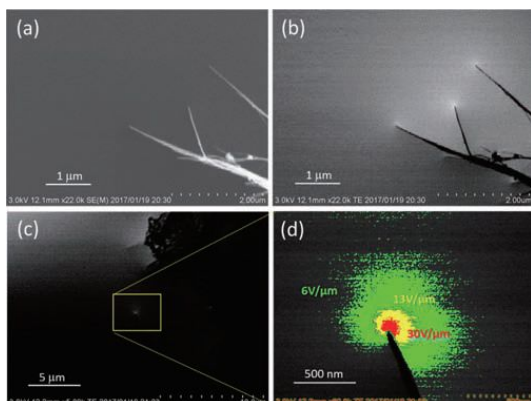 (a)
1 μm
3.0kV 12.1mm x22.0k SE(M) 2017/01/19 20:30
2.00um
(b)
1 μm
3.0kV 12.1mm x22.0k TE 2017/01/19 20:30
2.00um
(c)
5 μm
(d)
6V/μm
13V/μm
30V/μm
500 nm